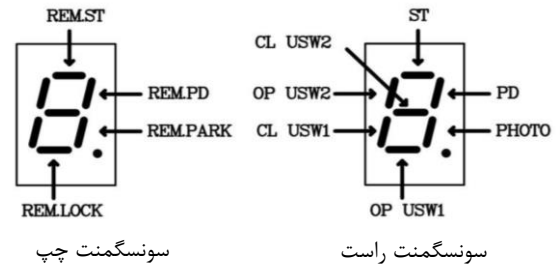 REM.ST
REM.PD
REM.PARK
REM.LOCK
سونسگمنت چپ
ST
CL USW2
OP USW2
CL USW1
PD
PHOTO
OP USW1
سونسگمنت راست